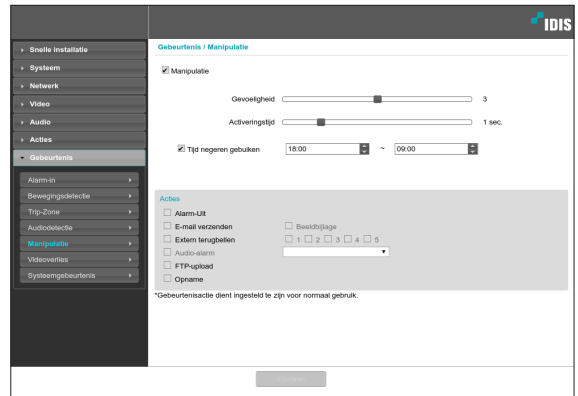 IDIS
Snelle installatie
Systeem
Netwerk
Video
Audio
Acties
Gebeurtenis
Alarm-in
Bewegingsdetectie
Trip-Zone
Audiodetectie
Manipulatie
Videoverlies
Systeemgebeurtenis
Gebeurtenis / Manipulatie
Manipulatie
Gevoeligheid 3
Activeringstijd 1 sec.
Tijd negeren gebuiken 18:00 ~ 09:00
Acties
Alarm-Uit
E-mail verzenden Beeldbijlage
Extern terugbellen 1 2 3 4 5
Audio-alarm
FTP-upload
Opname
*Gebeurtenisactie dient ingesteld te zijn voor normaal gebruik.